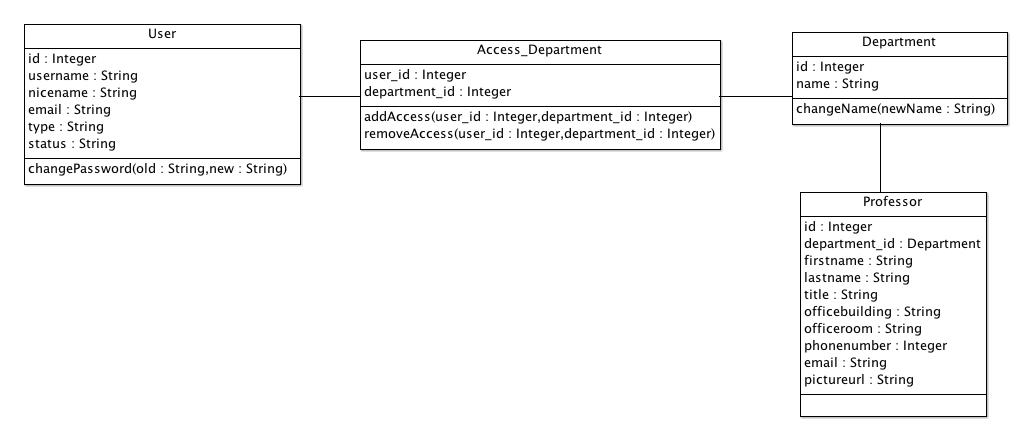 User
id : Integer
username : String
nicename : String
email : String
type : String
status : String
changePassword(old : String,new : String)
Access_Department
user_id : Integer
department_id : Integer
addAccess(user_id : Integer,department_id : Integer)
removeAccess(user_id : Integer,department_id : Integer)
Department
id : Integer
name : String
changeName(newName : String)
Professor
id : Integer
department_id : Department
firstname : String
lastname : String
title : String
officebuilding : String
officeroom : String
phonenumber : Integer
email : String
pictureurl : String